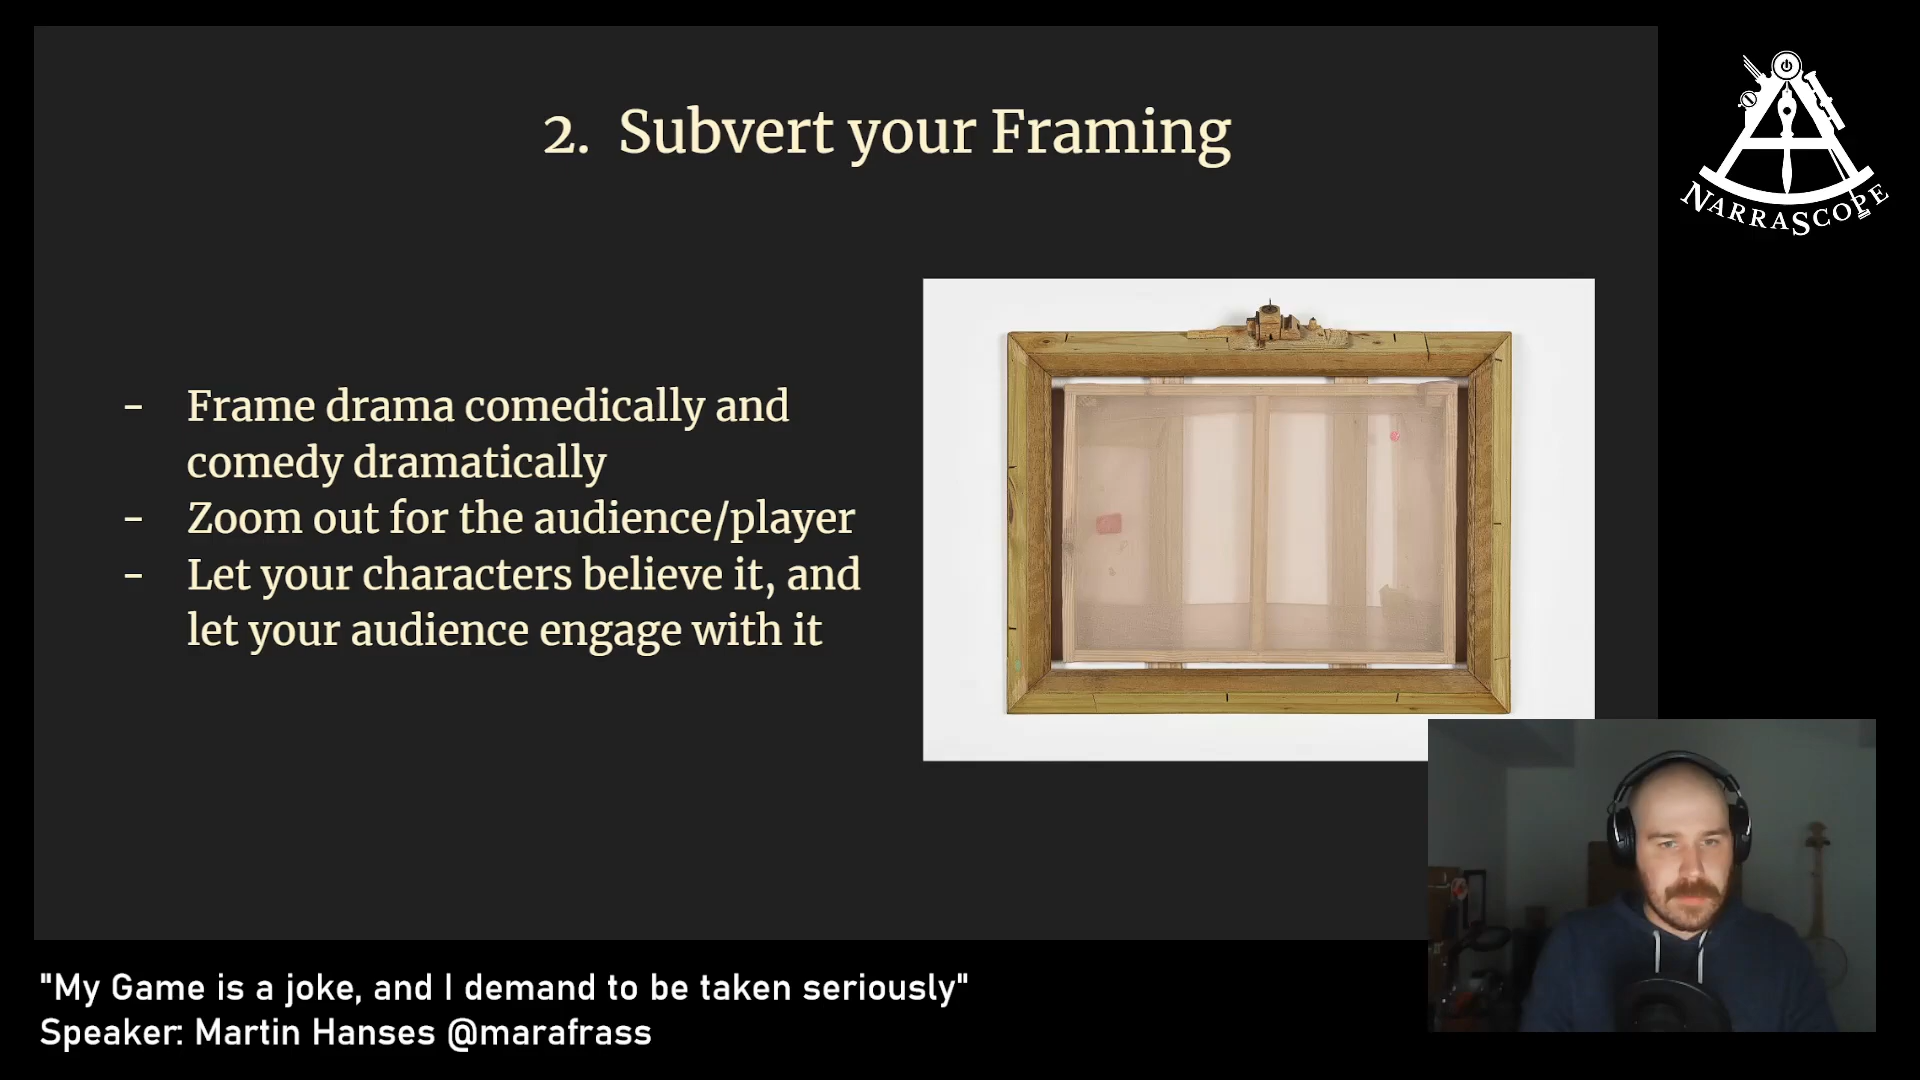 2. Subvert your Framing
- Frame drama comedically and
comedy dramatically
- Zoom out for the audience/player
- Let your characters believe it, and
let your audience engage with it
NARRASCOPE
"My Game is a joke, and I demand to be taken seriously"
Speaker: Martin Hanses @marafrass